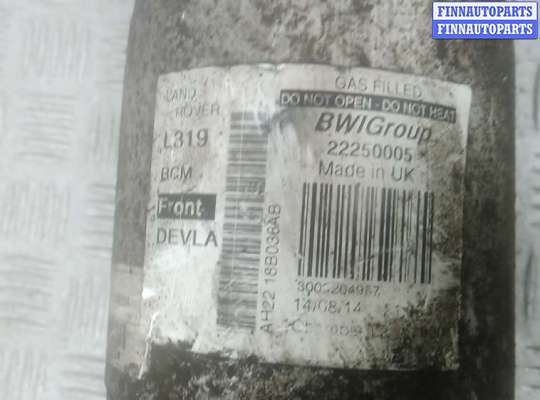 FINNAUTOPARTS
FINNAUTOPARTS
LAND
ROVER
L319
BCM
Front
DEVLA
AH22 18B036AB
GAS FILLED
DO NOT OPEN - DO NOT HEAT
BWIGroup
22250005
Made in UK
14/08/14